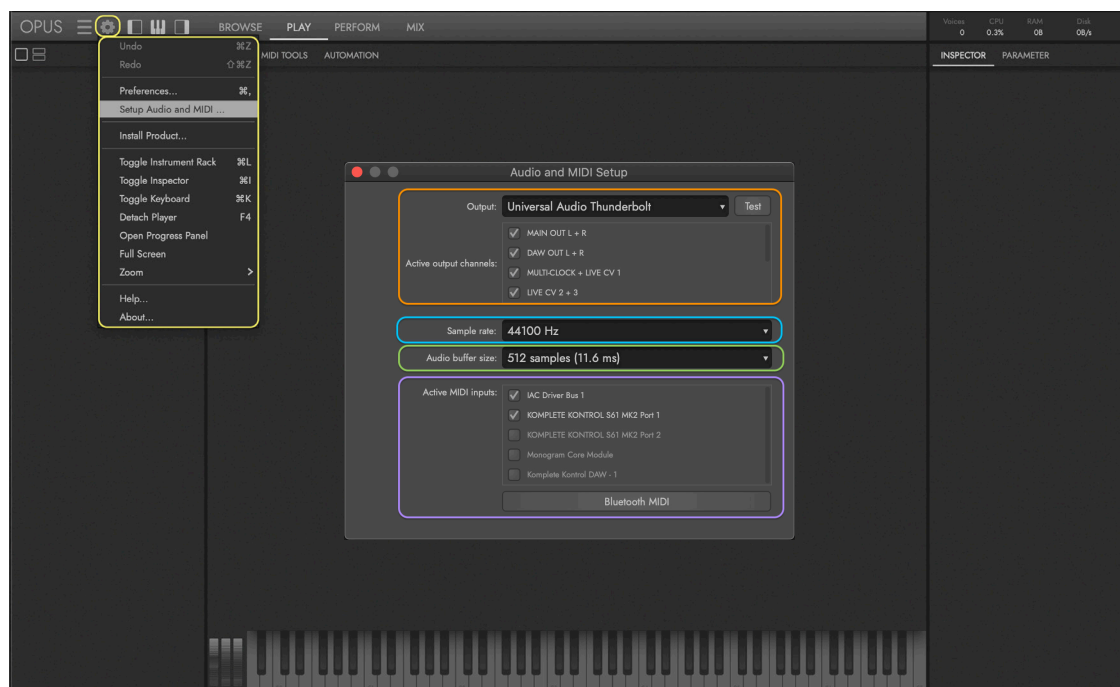 OPUS BROWSE PLAY PERFORM MIX
Voices CPU RAM Disk
0 0.3% 0B 0B/s
MIDI TOOLS AUTOMATION
INSPECTOR PARAMETER
Undo ⌘Z
Redo ⇧⌘Z
Preferences... ⌘,
Setup Audio and MIDI ...
Install Product...
Toggle Instrument Rack ⌘L
Toggle Inspector ⌘I
Toggle Keyboard ⌘K
Detach Player F4
Open Progress Panel
Full Screen
Zoom >
Help...
About...
Audio and MIDI Setup
Output: Universal Audio Thunderbolt Test
Active output channels:
MAIN OUT L + R
DAW OUT L + R
MULTI-CLOCK + LIVE CV 1
LIVE CV 2 + 3
Sample rate: 44100 Hz
Audio buffer size: 512 samples (11.6 ms)
Active MIDI inputs:
IAC Driver Bus 1
KOMPLETE KONTROL S61 MK2 Port 1
KOMPLETE KONTROL S61 MK2 Port 2
Monogram Core Module
Komplete Kontrol DAW - 1
Bluetooth MIDI